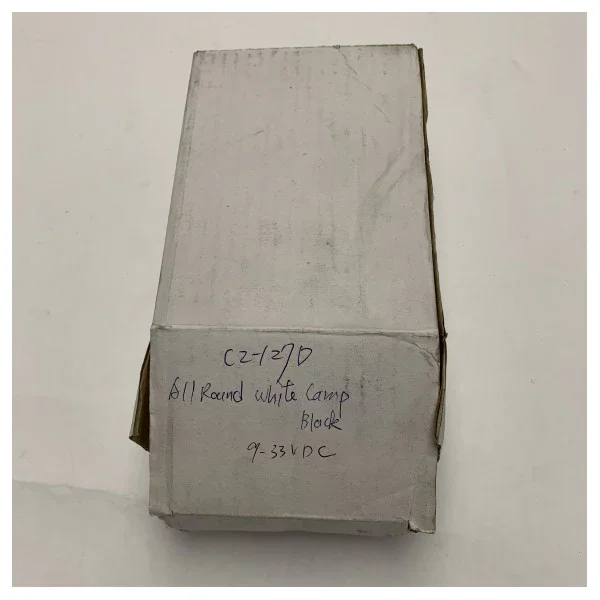 CZ-127D
All Round White Lamp
Black
9-33VDC